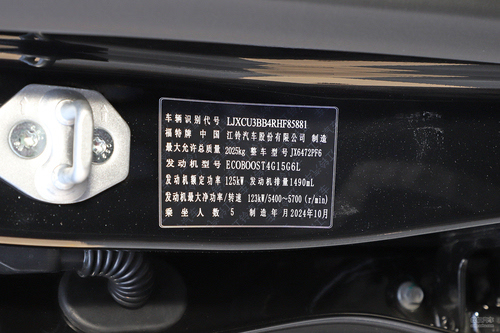 车辆识别代号 LJXCU3BB4RHF85881
福特牌 中国 江铃汽车股份有限公司 制造
最大允许总质量 2025kg 整车型号 JX6472PF6
发动机型号 ECOBOOST4G15G6L
发动机额定功率 125kW 发动机排量 1490mL
发动机最大净功率/转速 123kW/5400~5700 (r/min)
乘坐人数 5 制造年月 2024年10月